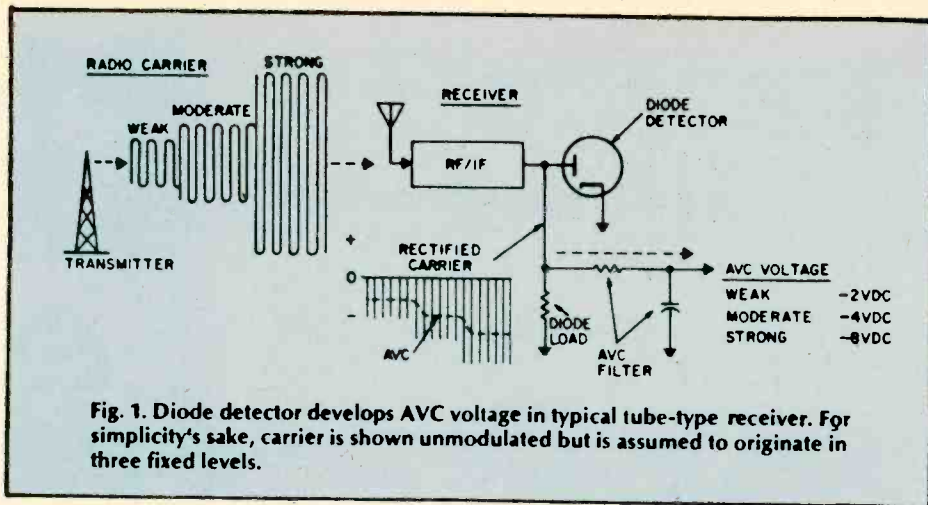 RADIO CARRIER
WEAK
MODERATE
STRONG
TRANSMITTER
RECEIVER
RF/IF
DIODE
DETECTOR
RECTIFIED
CARRIER
+
0
-
AVC
DIODE
LOAD
AVC
FILTER
AVC VOLTAGE
WEAK -2VDC
MODERATE -4VDC
STRONG -8VDC
Fig. 1. Diode detector develops AVC voltage in typical tube-type receiver. For
simplicity's sake, carrier is shown unmodulated but is assumed to originate in
three fixed levels.